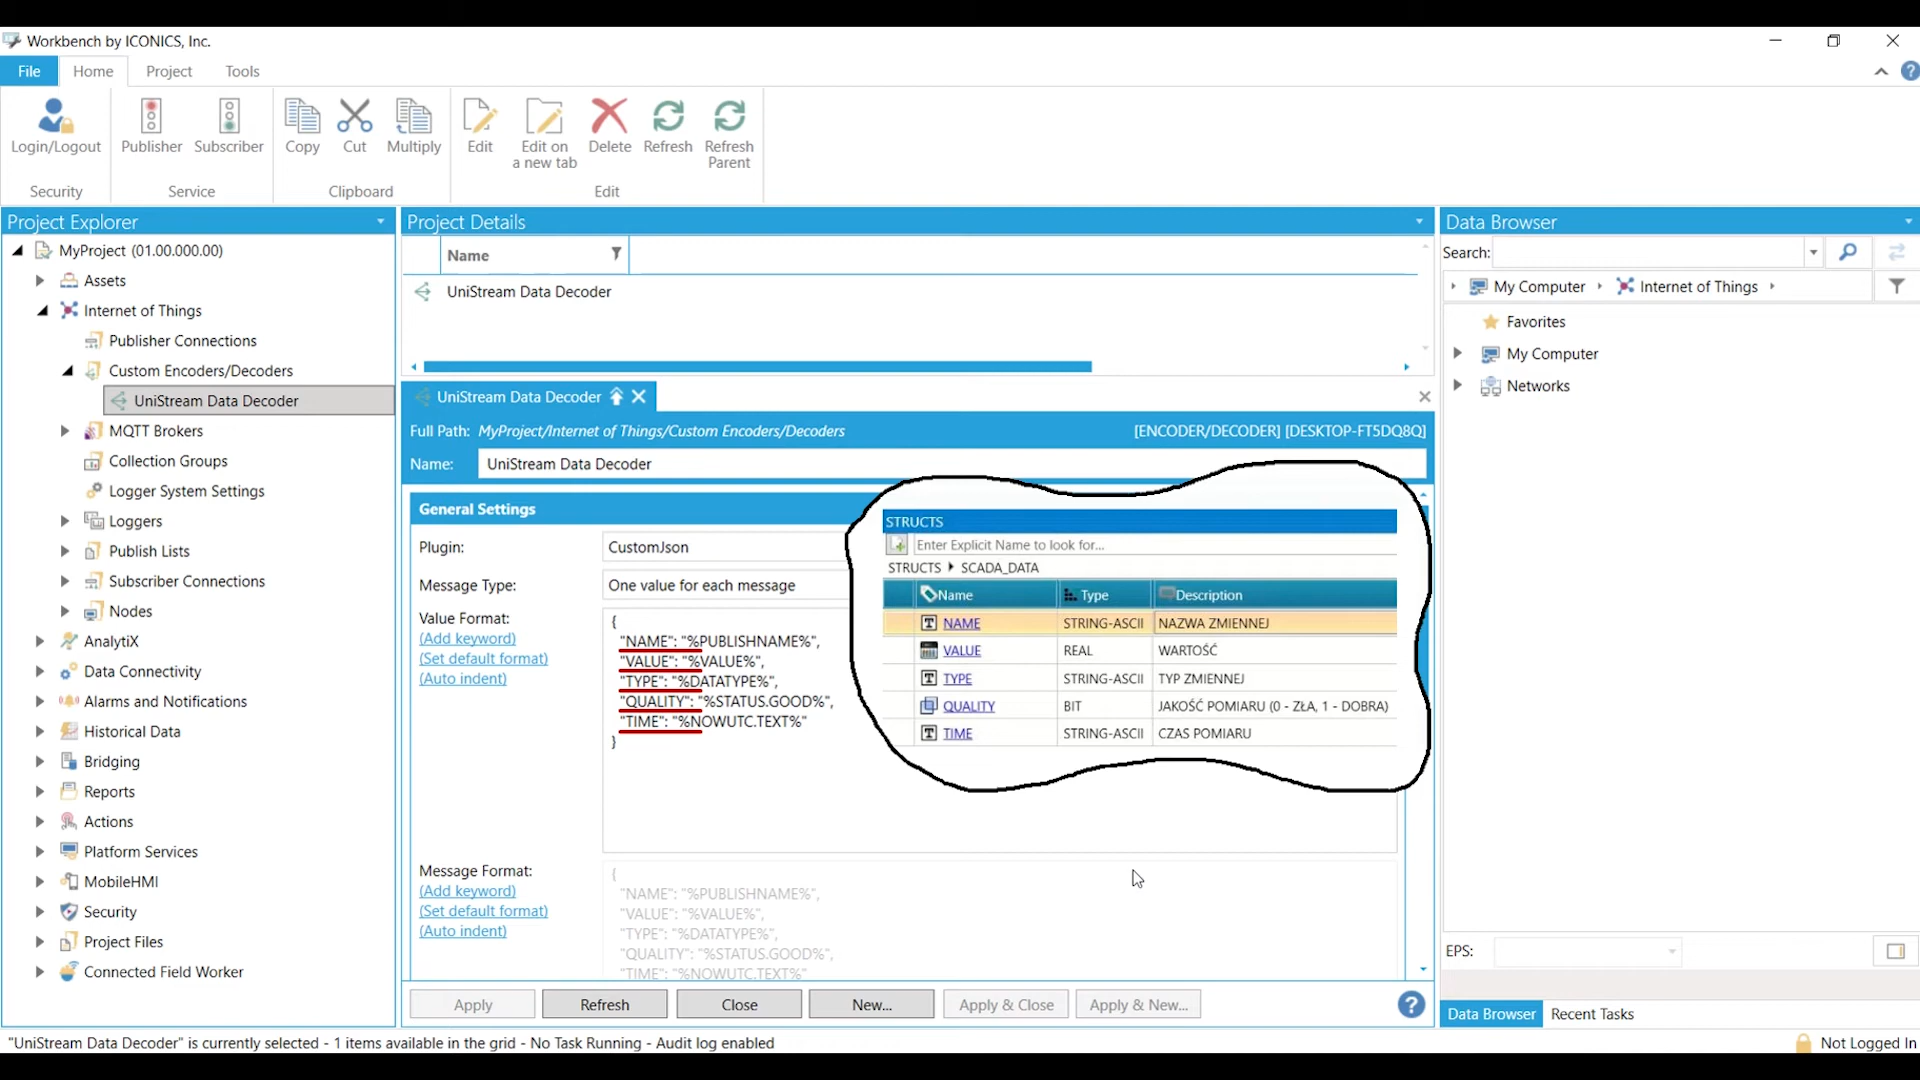 Workbench by ICONICS, Inc.
File Home Project Tools
Login/Logout Publisher Subscriber Copy Cut Multiply Edit Edit on a new tab Delete Refresh Refresh Parent
Security Service Clipboard Edit
Project Explorer
MyProject (01.00.000.00)
Assets
Internet of Things
Publisher Connections
Custom Encoders/Decoders
UniStream Data Decoder
MQTT Brokers
Collection Groups
Logger System Settings
Loggers
Publish Lists
Subscriber Connections
Nodes
AnalytiX
Data Connectivity
Alarms and Notifications
Historical Data
Bridging
Reports
Actions
Platform Services
MobileHMI
Security
Project Files
Connected Field Worker
Project Details
Name
UniStream Data Decoder
UniStream Data Decoder
Full Path: MyProject/Internet of Things/Custom Encoders/Decoders [ENCODER/DECODER] [DESKTOP-FT5DQ8Q]
Name: UniStream Data Decoder
General Settings
Plugin: CustomJson
Message Type: One value for each message
Value Format:
(Add keyword)
(Set default format)
(Auto indent)
{
"NAME": "%PUBLISHNAME%",
"VALUE": "%VALUE%",
"TYPE": "%DATATYPE%",
"QUALITY": "%STATUS.GOOD%",
"TIME": "%NOWUTC.TEXT%"
}
STRUCTS
Enter Explicit Name to look for...
STRUCTS SCADA_DATA
Name Type Description
NAME STRING-ASCII NAZWA ZMIENNEJ
VALUE REAL WARTOŚĆ
TYPE STRING-ASCII TYP ZMIENNEJ
QUALITY BIT JAKOŚĆ POMIARU (0 - ZŁA, 1 - DOBRA)
TIME STRING-ASCII CZAS POMIARU
Message Format:
(Add keyword)
(Set default format)
(Auto indent)
{
"NAME": "%PUBLISHNAME%",
"VALUE": "%VALUE%",
"TYPE": "%DATATYPE%",
"QUALITY": "%STATUS.GOOD%",
"TIME": "%NOWUTC.TEXT%"
Apply Refresh Close New... Apply & Close Apply & New...
Data Browser
Search:
My Computer Internet of Things
Favorites
My Computer
Networks
EPS:
Data Browser Recent Tasks
"UniStream Data Decoder" is currently selected - 1 items available in the grid - No Task Running - Audit log enabled
Not Logged In